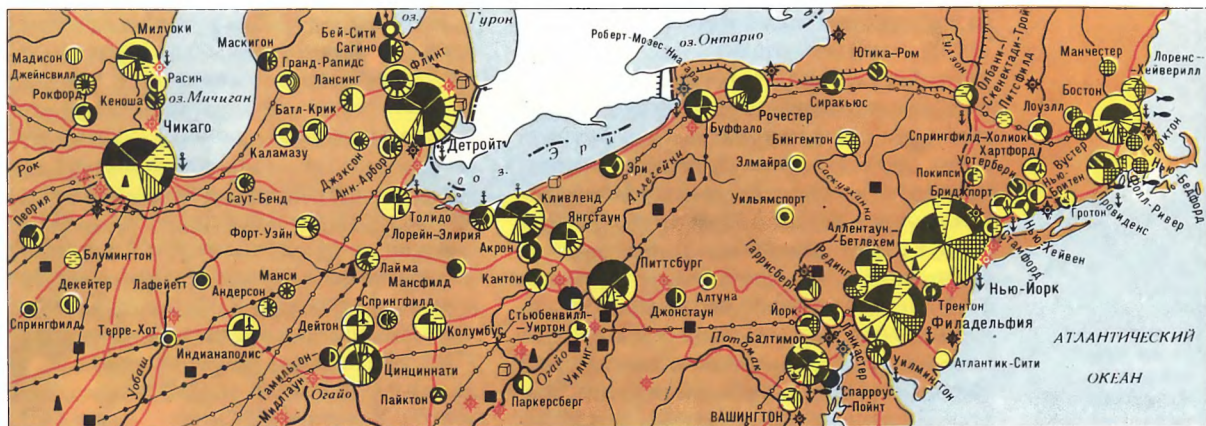 Милуоки
Мадисон
Джейнсвилл
Рокфорд
Расин
Кеноша
оз. Мичиган
Чикаго
Рок
Пеория
Блумингтон
Декейтер
Спрингфилд
Лафейетт
Терре-Хот
Индианаполис
Уобаш
Андерсон
Манси
Форт-Уэйн
Саут-Бенд
Маскигон
Гранд-Рапидс
Лансинг
Батл-Крик
Каламазу
Джэксон
Анн-Арбор
Бей-Сити
Сагино
Флинт
оз.
Гурон
Детройт
Толидо
Лорейн-Элирия
Лайма
Мансфилд
Спрингфилд
Дейтон
Гамильтон-
Мидлтаун
Цинциннати
Колумбус
Огайо
Пайктон
Паркерсберг
Огайо
Уилинг
Стьюбенвилл-
-Уиртон
Кантон
Акрон
Кливленд
Янгстаун
оз. Эри
Эри
Аллегейни
Питтсбург
Джонстаун
Алтуна
Роберт-Мозес-Ниагара
оз. Онтарио
Буффало
Рочестер
Сиракьюс
Ютика-Ром
Бингемтон
Элмайра
Уильямспорт
Саскуиханна
Гудзон
Олбани-
-Скенектади-Трой
Питсфилд
Манчестер
Лоренс-
-Хейверилл
Лоуэлл
Бостон
Спрингфилд-Холиок
Хартфорд
Вустер
Броктон
Нью-Бедфорд
Фолл-Ривер
Провиденс
Уотербери
Нью-
Бритен
Покипси
Бриджпорт
Гротон
Нью-Хейвен
Стамфорд
Нью-Йорк
Аллентаун-
Бетлехем
Рединг
Гаррисберг
Йорк
Ланкастер
Трентон
Филадельфия
Уилмингтон
Атлантик-Сити
Балтимор
Потомак
Спарроус-
Пойнт
ВАШИНГТОН
АТЛАНТИЧЕСКИЙ
ОКЕАН